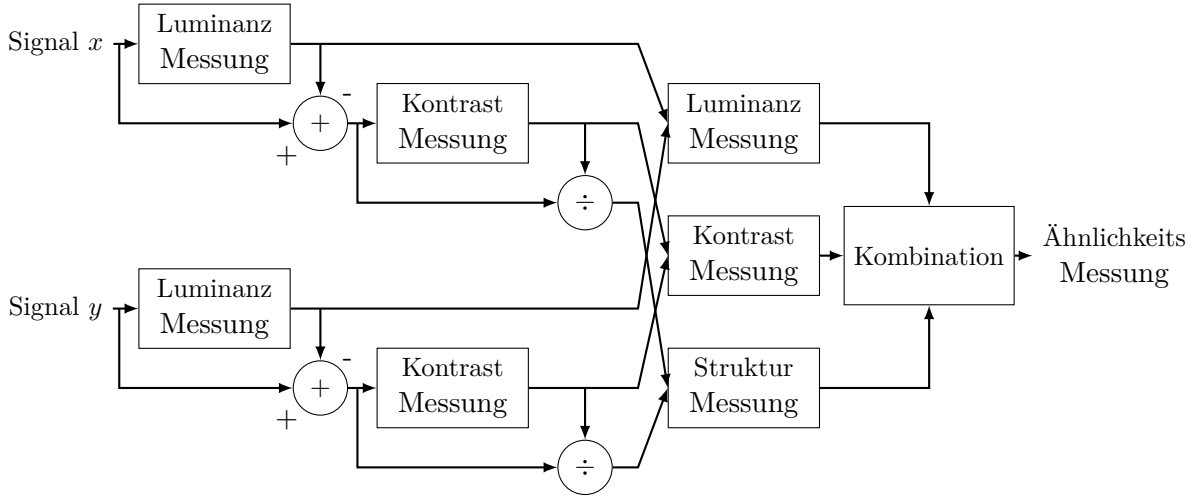 Signal x
Luminanz
Messung
-
+
+
Kontrast
Messung
÷
Luminanz
Messung
Kontrast
Messung
Kombination
Ähnlichkeits
Messung
Signal y
Luminanz
Messung
-
+
+
Kontrast
Messung
÷
Struktur
Messung